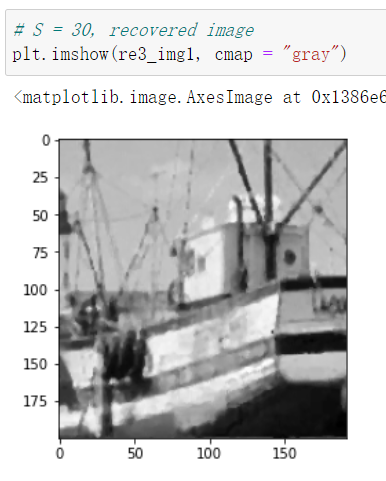 # S = 30, recovered image
plt.imshow(re3_img1, cmap = "gray")
<matplotlib.image.AxesImage at 0x1386e6
0
25
50
75
100
125
150
175
0 50 100 150